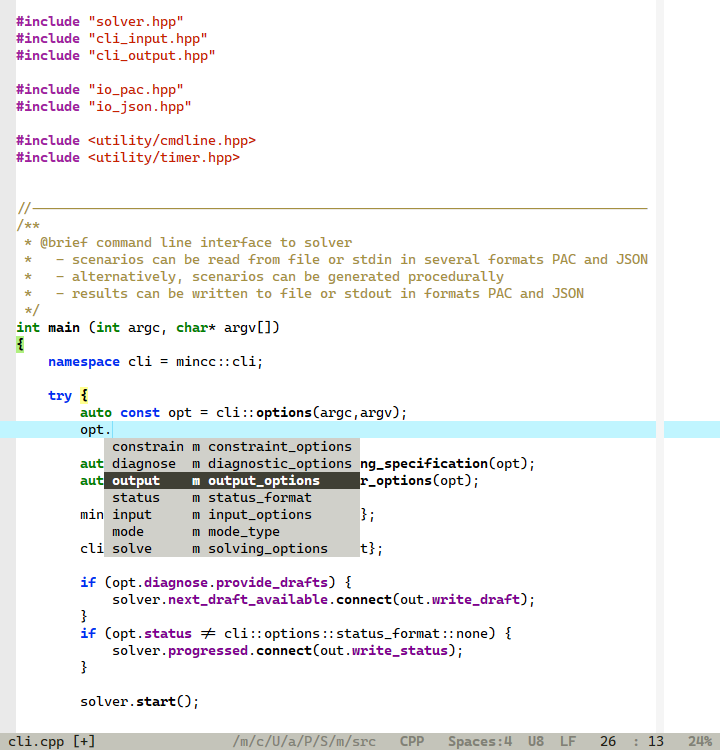 #include "solver.hpp"
#include "cli_input.hpp"
#include "cli_output.hpp"
#include "io_pac.hpp"
#include "io_json.hpp"
#include <utility/cmdline.hpp>
#include <utility/timer.hpp>
//─────────────────────────────────────────────────────────────────────────────
/**
 * @brief command line interface to solver
 *   - scenarios can be read from file or stdin in several formats PAC and JSON
 *   - alternatively, scenarios can be generated procedurally
 *   - results can be written to file or stdout in formats PAC and JSON
 */
int main (int argc, char* argv[])
{
    namespace cli = mincc::cli;
    try {
        auto const opt = cli::options(argc,argv);
        opt.
            constrain m constraint_options
        aut diagnose  m diagnostic_options ng_specification(opt);
        aut output    m output_options     r_options(opt);
            status    m status_format
        min input     m input_options      };
            mode      m mode_type
        cli solve     m solving_options    t};
        if (opt.diagnose.provide_drafts) {
            solver.next_draft_available.connect(out.write_draft);
        }
        if (opt.status ≠ cli::options::status_format::none) {
            solver.progressed.connect(out.write_status);
        }
        solver.start();
cli.cpp [+] /m/c/U/a/P/S/m/src CPP Spaces:4 U8 LF 26 : 13 24%